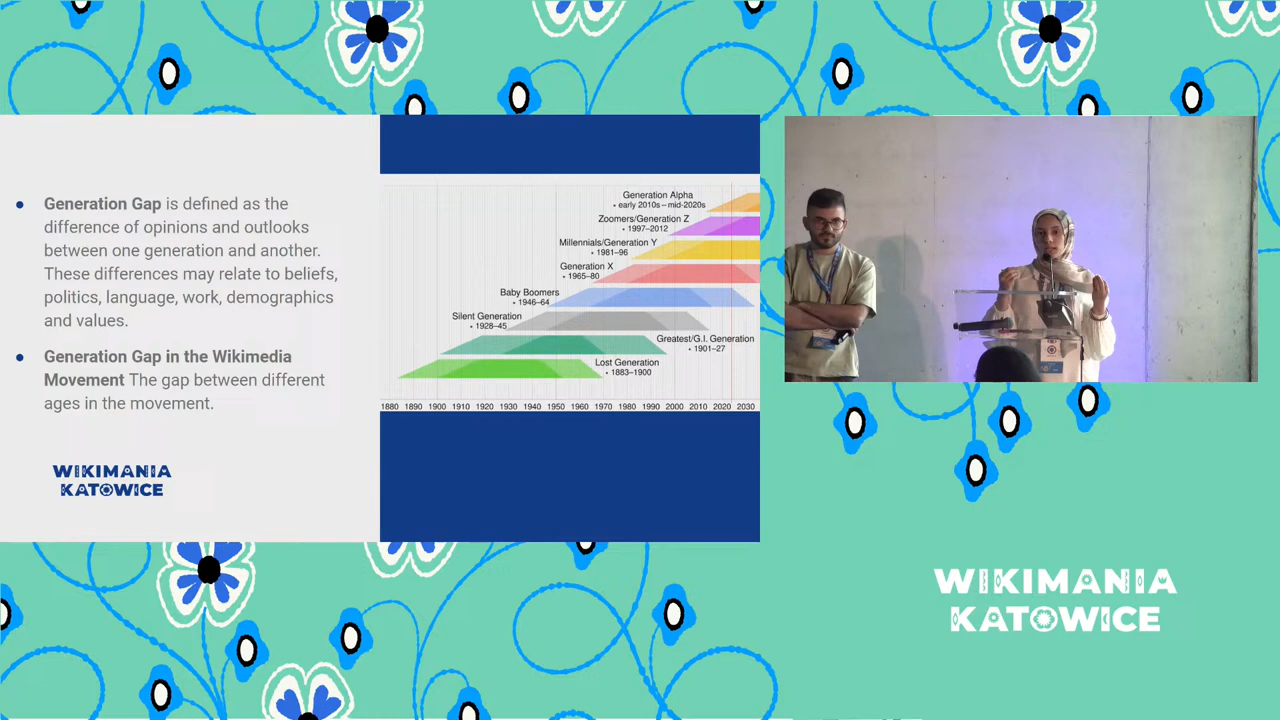 ● Generation Gap is defined as the
difference of opinions and outlooks
between one generation and another.
These differences may relate to beliefs,
politics, language, work, demographics
and values.
● Generation Gap in the Wikimedia
Movement The gap between different
ages in the movement.
WIKIMANIA
KATOWICE
Generation Alpha
• early 2010s – mid-2020s
Zoomers/Generation Z
• 1997–2012
Millennials/Generation Y
• 1981–96
Generation X
• 1965–80
Baby Boomers
• 1946–64
Silent Generation
• 1928–45
Greatest/G.I. Generation
• 1901–27
Lost Generation
• 1883–1900
1880 1890 1900 1910 1920 1930 1940 1950 1960 1970 1980 1990 2000 2010 2020 2030
WIKIMANIA
KATOWICE